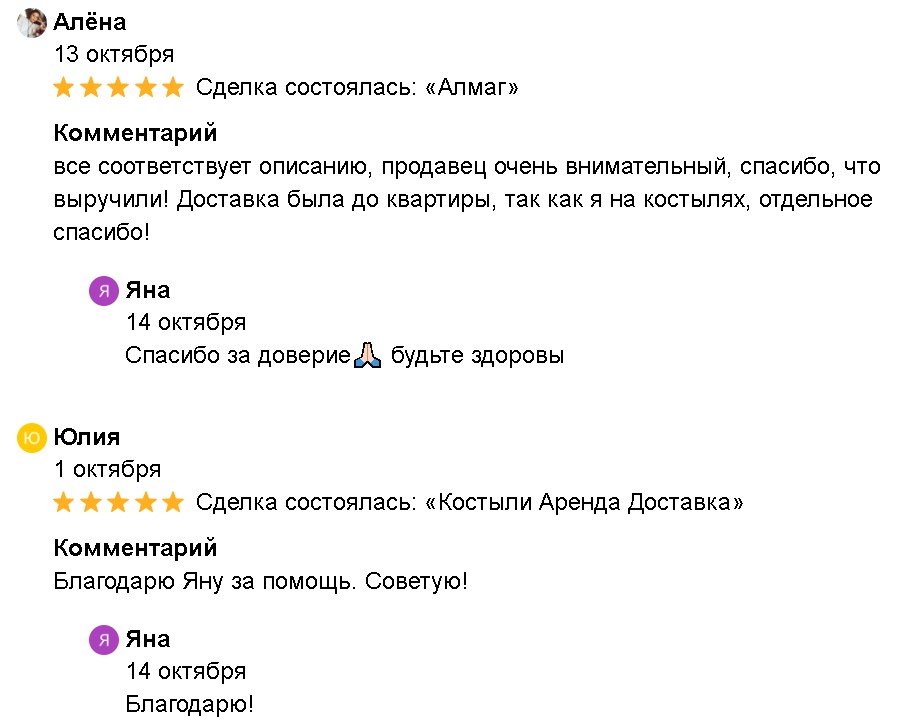 Алёна
13 октября
Сделка состоялась: «Алмаг»
Комментарий
все соответствует описанию, продавец очень внимательный, спасибо, что
выручили! Доставка была до квартиры, так как я на костылях, отдельное
спасибо!
Я Яна
14 октября
Спасибо за доверие🙏🏻 будьте здоровы
Ю Юлия
1 октября
Сделка состоялась: «Костыли Аренда Доставка»
Комментарий
Благодарю Яну за помощь. Советую!
Я Яна
14 октября
Благодарю!